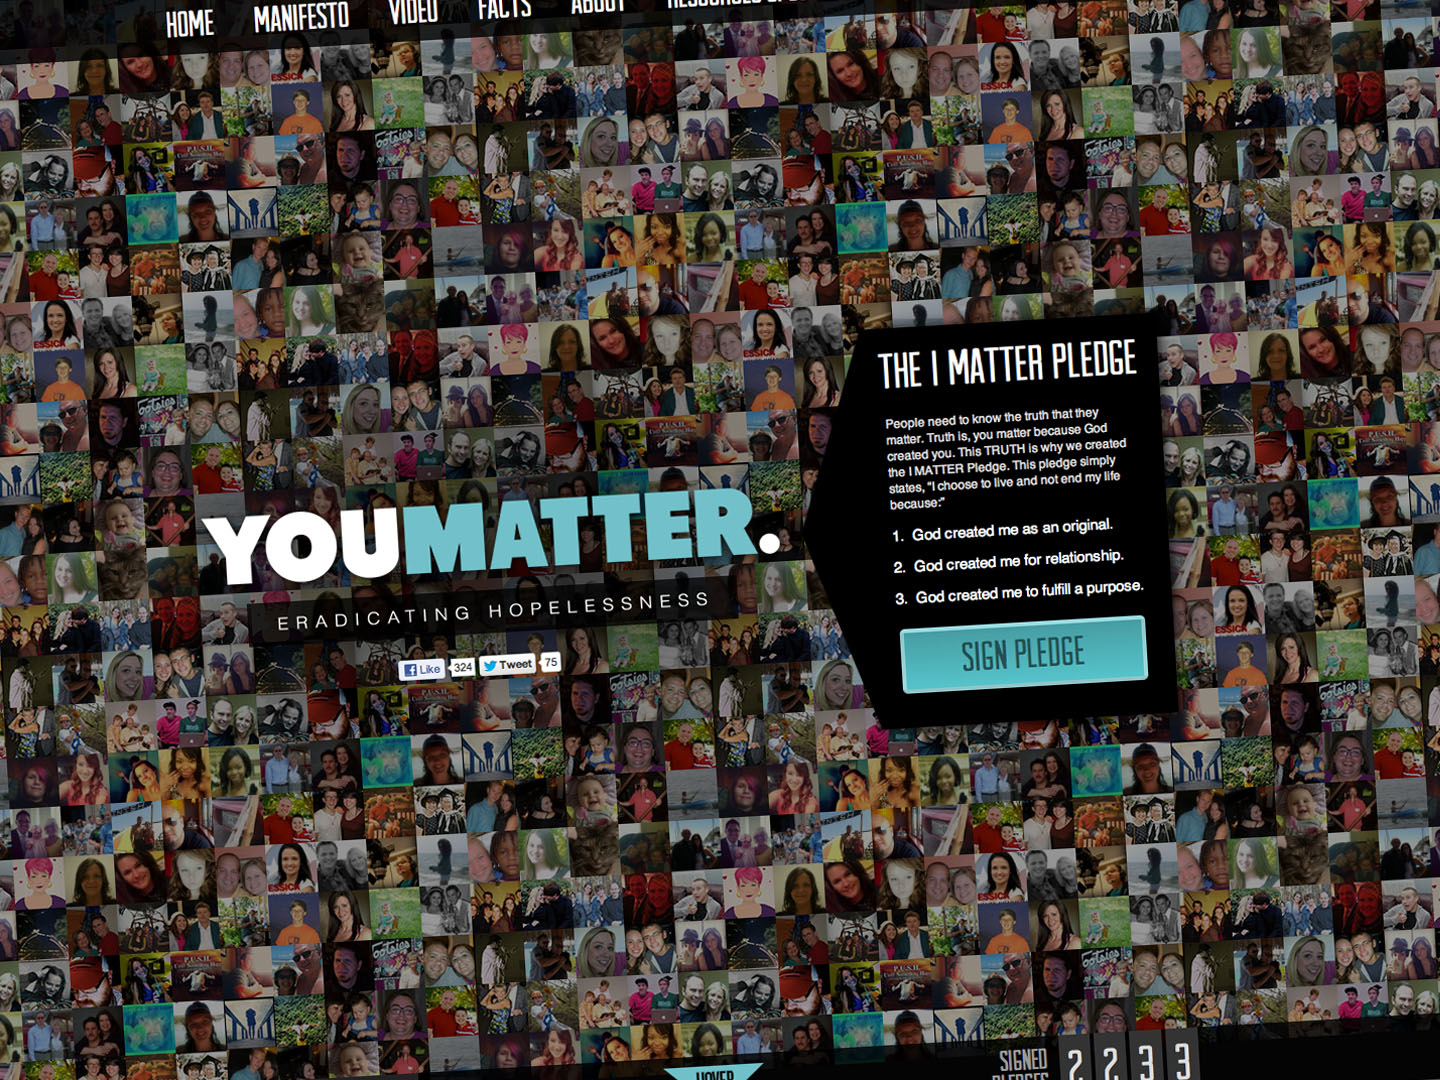 HOME MANIFESTO VIDEO FACTS ABOUT
THE I MATTER PLEDGE
People need to know the truth that they
matter. Truth is, you matter because God
created you. This TRUTH is why we created
the I MATTER Pledge. This pledge simply
states, "I choose to live and not end my life
because:"
1. God created me as an original.
2. God created me for relationship.
3. God created me to fulfill a purpose.
SIGN PLEDGE
YOUMATTER.
ERADICATING HOPELESSNESS
Like 324 Tweet 75
HOVER
SIGNED
PLEDGES
2 2 3 3